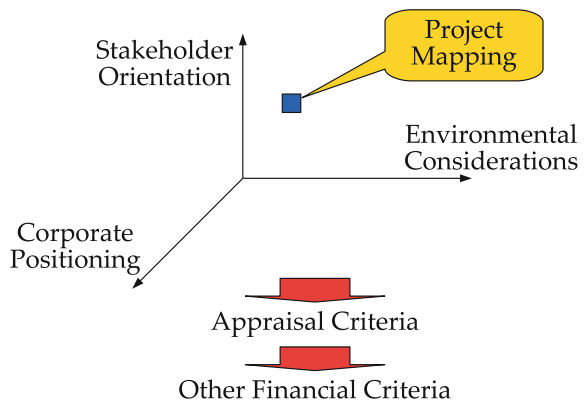 Stakeholder
Orientation
Project
Mapping
Environmental
Considerations
Corporate
Positioning
Appraisal Criteria
Other Financial Criteria